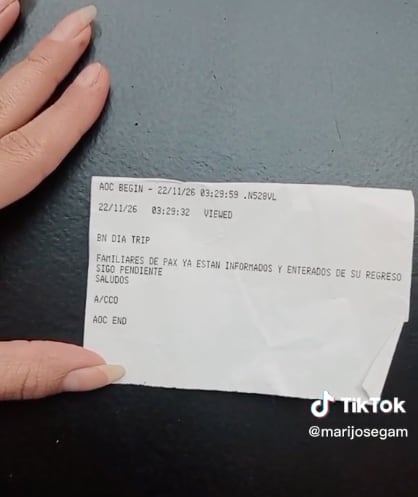 AOC BEGIN - 22/11/26 03:29:59 .N528VL
22/11/26 03:29:32 VIEWED
BN DIA TRIP
FAMILIARES DE PAX YA ESTAN INFORMADOS Y ENTERADOS DE SU REGRESO
SIGO PENDIENTE
SALUDOS
A/CCO
AOC END
TikTok
@marijosegam